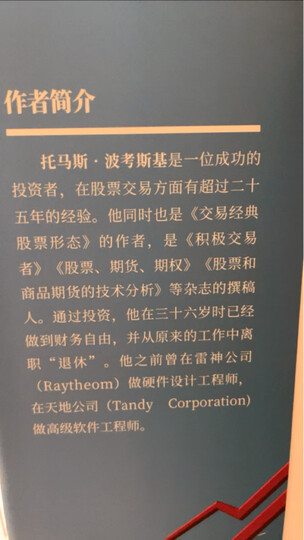 作者简介
托马斯·波考斯基是一位成功的
投资者，在股票交易方面有超过二十
五年的经验。他同时也是《交易经典
股票形态》的作者，是《积极交易
者》《股票、期货、期权》《股票和
商品期货的技术分析》等杂志的撰稿
人。通过投资，他在三十六岁时已经
做到财务自由，并从原来的工作中离
职“退休”。他之前曾在雷神公司
（Raytheom）做硬件设计工程师，
在天地公司（Tandy Corporation）
做高级软件工程师。